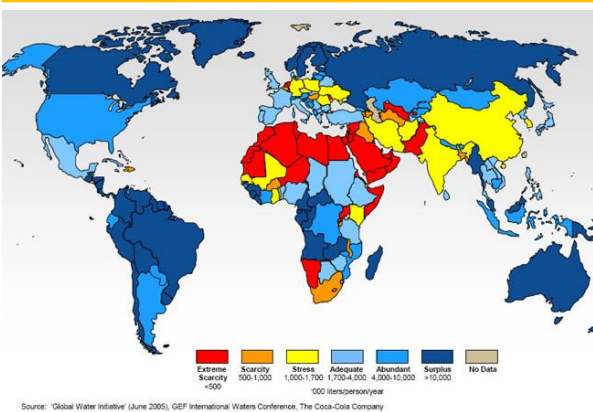 Extreme Scarcity Stress Adequate Abundant Surplus No Data
Scarcity 500-1,000 1,000-1,700 1,700-4,000 4,000-10,000 >10,000
<500
'000 liters/person/year
Source: 'Global Water Initiative' (June 2005), GEF International Waters Conference, The Coca-Cola Company